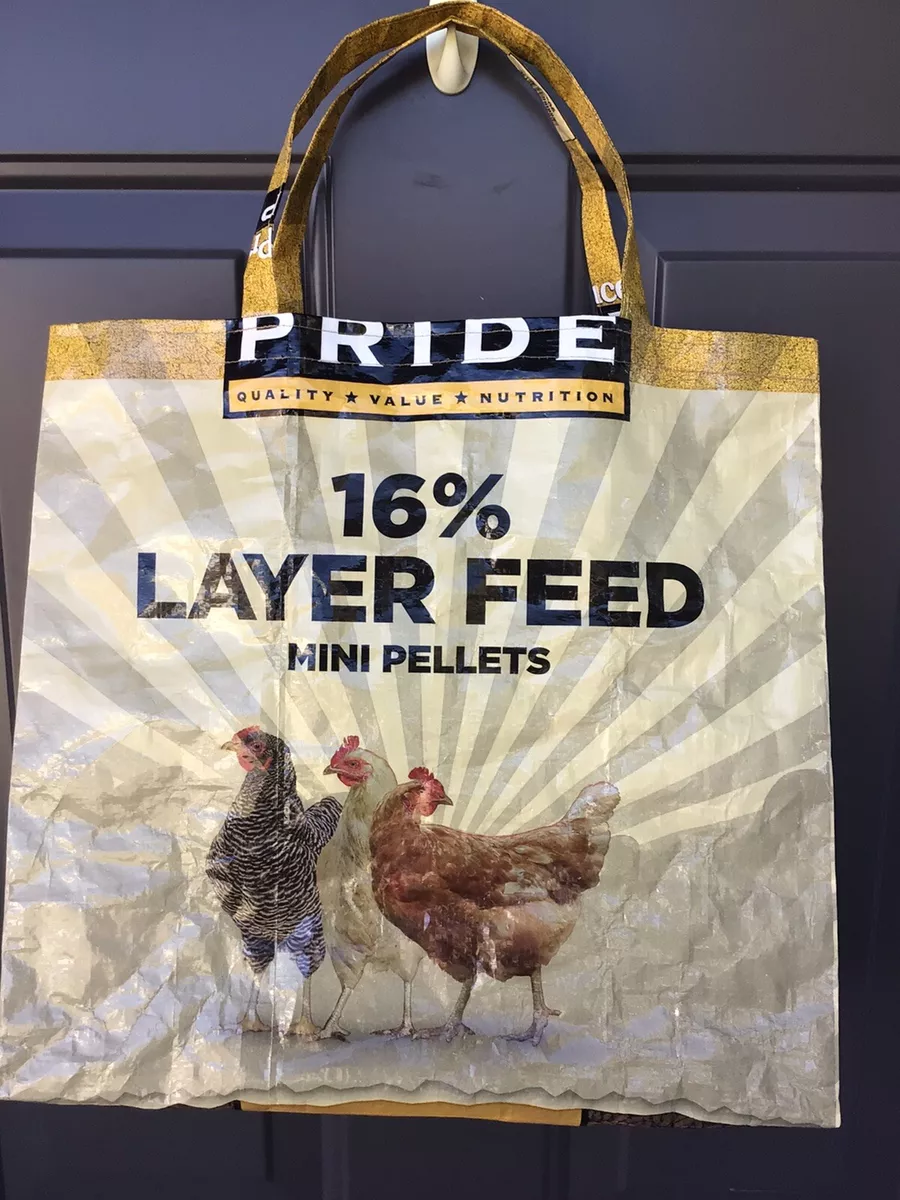 PRIDE
QUALITY ★ VALUE ★ NUTRITION
16%
LAYER FEED
MINI PELLETS